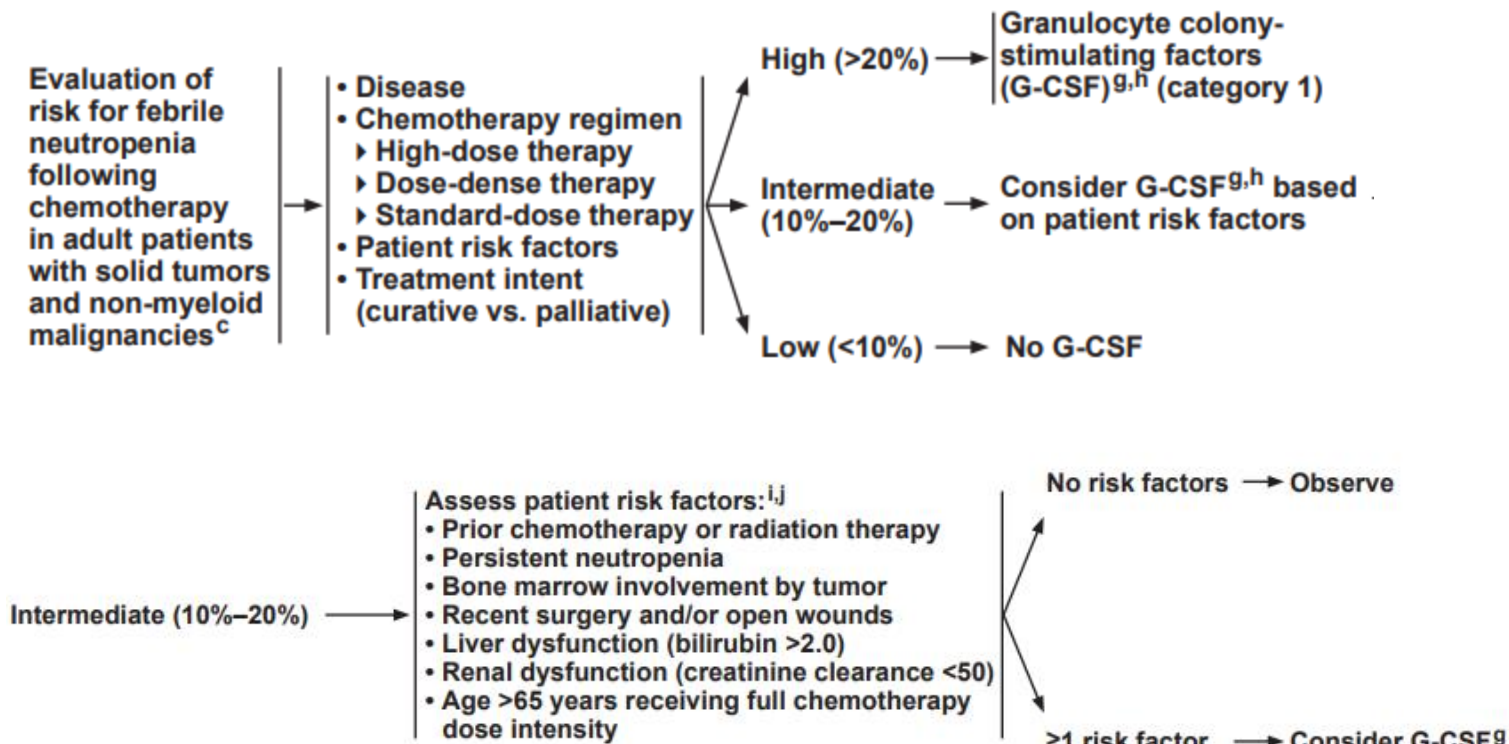 Evaluation of
risk for febrile
neutropenia
following
chemotherapy
in adult patients
with solid tumors
and non-myeloid
malignancies^c
• Disease
• Chemotherapy regimen
▸ High-dose therapy
▸ Dose-dense therapy
▸ Standard-dose therapy
• Patient risk factors
• Treatment intent
(curative vs. palliative)
High (>20%)
Granulocyte colony-
stimulating factors
(G-CSF)^g,h (category 1)
Intermediate
(10%–20%)
Consider G-CSF^g,h based
on patient risk factors
Low (<10%)
No G-CSF
Intermediate (10%–20%)
Assess patient risk factors:^i,j
• Prior chemotherapy or radiation therapy
• Persistent neutropenia
• Bone marrow involvement by tumor
• Recent surgery and/or open wounds
• Liver dysfunction (bilirubin >2.0)
• Renal dysfunction (creatinine clearance <50)
• Age >65 years receiving full chemotherapy
dose intensity
No risk factors
Observe
≥1 risk factor
Consider G-CSF^g